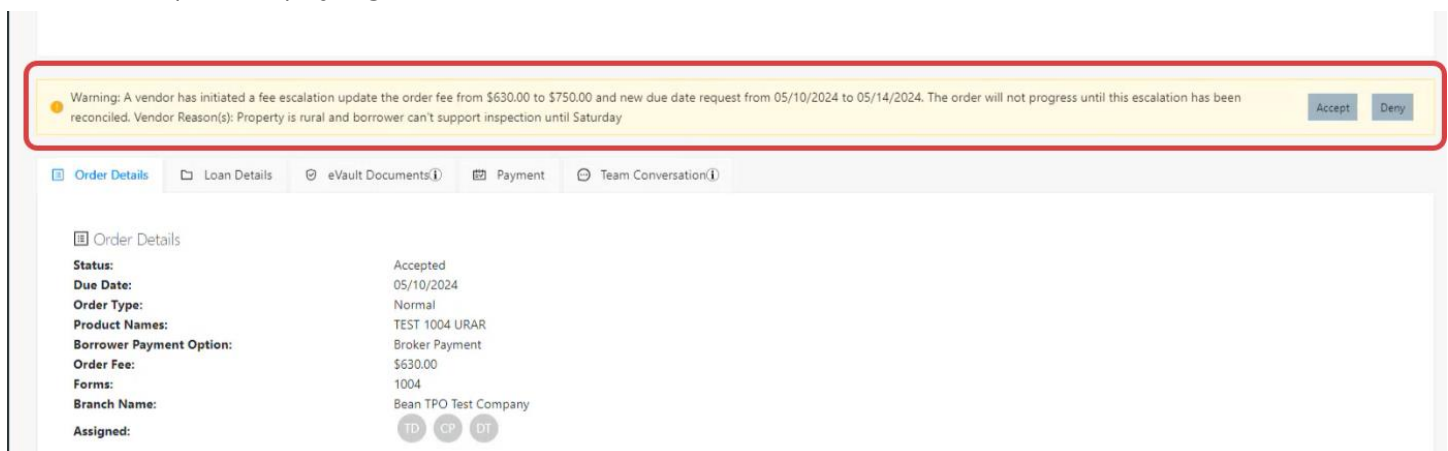 Warning: A vendor has initiated a fee escalation update the order fee from $630.00 to $750.00 and new due date request from 05/10/2024 to 05/14/2024. The order will not progress until this escalation has been
reconciled. Vendor Reason(s): Property is rural and borrower can't support inspection until Saturday
Accept Deny
Order Details Loan Details eVault Documents Payment Team Conversation
Order Details
Status: Accepted
Due Date: 05/10/2024
Order Type: Normal
Product Names: TEST 1004 URAR
Borrower Payment Option: Broker Payment
Order Fee: $630.00
Forms: 1004
Branch Name: Bean TPO Test Company
Assigned: TD CP DT